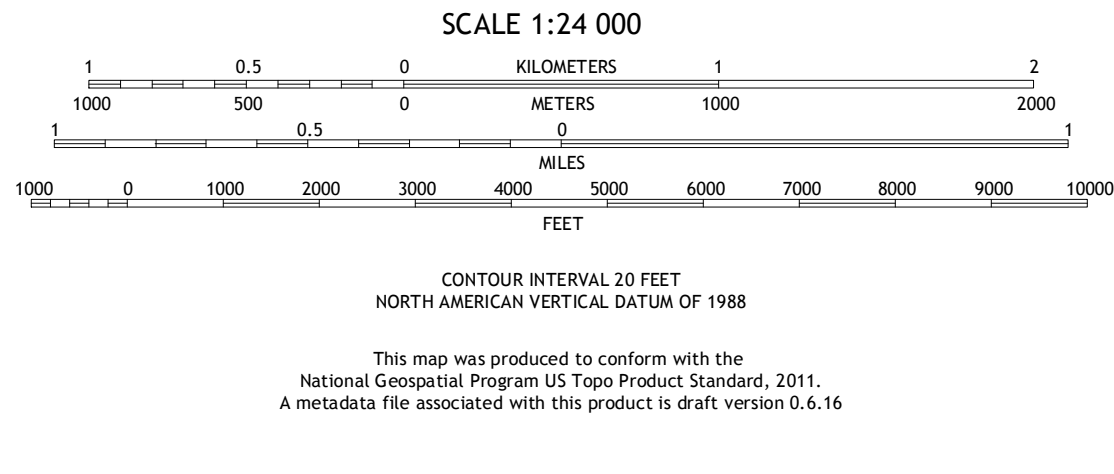 SCALE 1:24 000
1 0.5 0 KILOMETERS 1 2
1000 500 0 METERS 1000 2000
1 0.5 0 1
MILES
1000 0 1000 2000 3000 4000 5000 6000 7000 8000 9000 10000
FEET
CONTOUR INTERVAL 20 FEET
NORTH AMERICAN VERTICAL DATUM OF 1988
This map was produced to conform with the
National Geospatial Program US Topo Product Standard, 2011.
A metadata file associated with this product is draft version 0.6.16